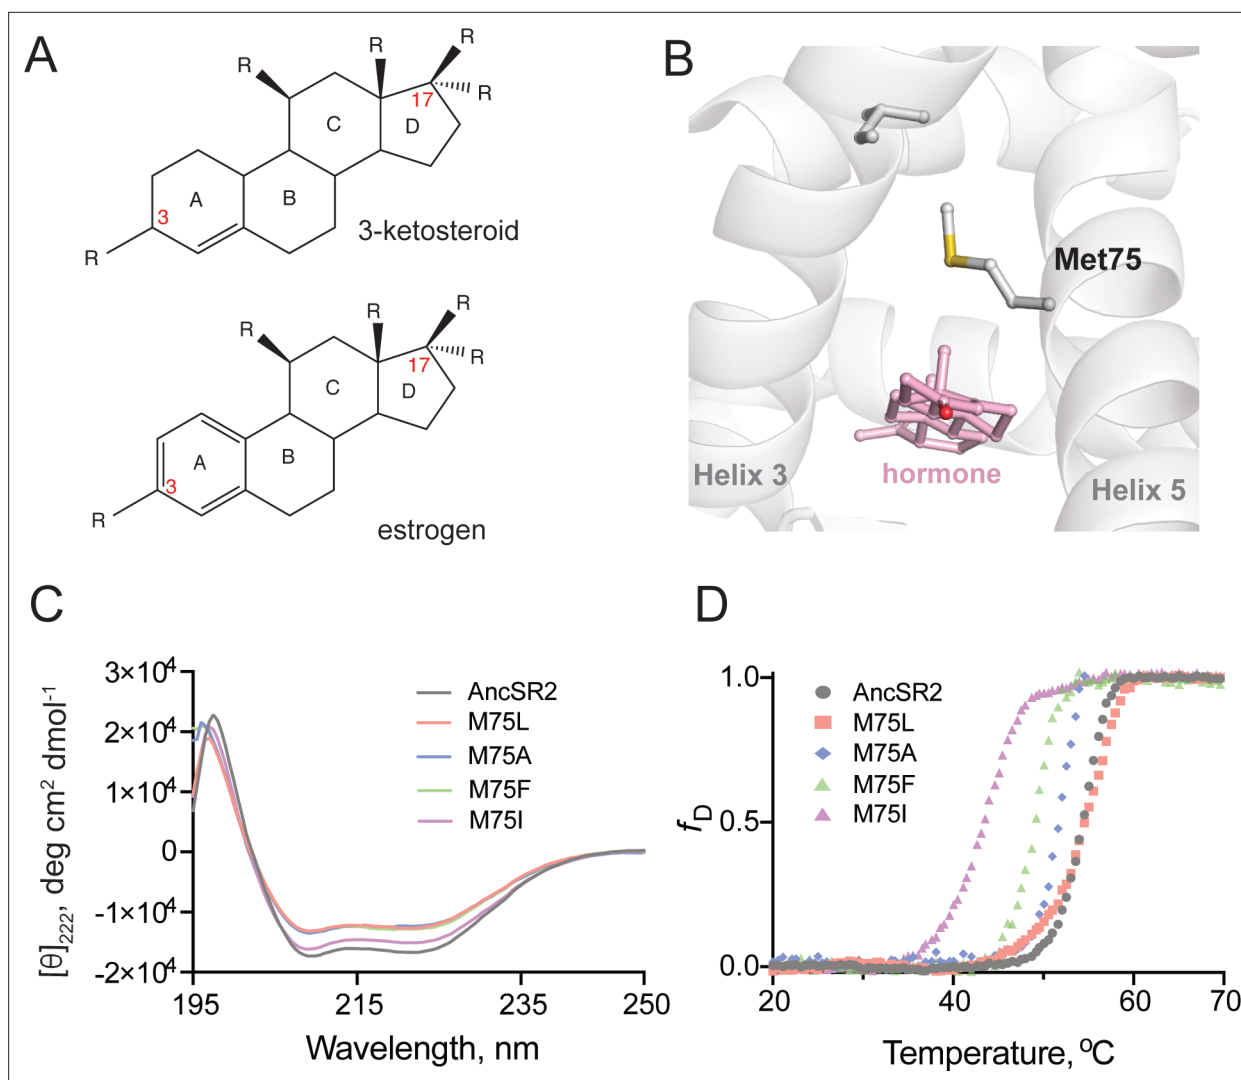 A
R
R
R
R
17
C
D
A
B
3
R
3-ketosteroid
R
R
R
R
17
C
D
A
B
3
R
estrogen
B
Met75
Helix 3
hormone
Helix 5
C
3×10⁴
2×10⁴
1×10⁴
0
-1×10⁴
-2×10⁴
[θ]₂₂₂, deg cm² dmol⁻¹
AncSR2
M75L
M75A
M75F
M75I
195
215
235
250
Wavelength, nm
D
1.0
0.5
0.0
fD
AncSR2
M75L
M75A
M75F
M75I
20
40
60
70
Temperature, ºC